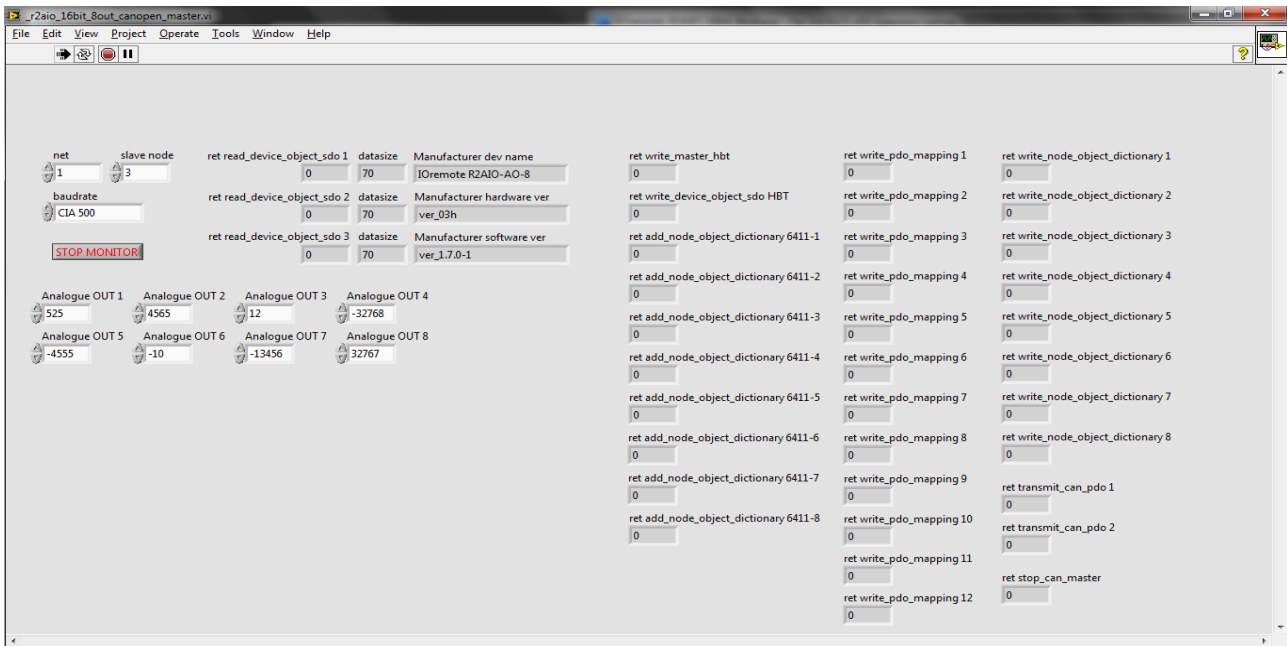 _r2aio_16bit_8out_canopen_master.vi
File Edit View Project Operate Tools Window Help
net slave node ret read_device_object_sdo 1 datasize Manufacturer dev name ret write_master_hbt ret write_pdo_mapping 1 ret write_node_object_dictionary 1
1 3 0 70 IOremote R2AIO-AO-8 0 0 0
baudrate ret read_device_object_sdo 2 datasize Manufacturer hardware ver ret write_device_object_sdo HBT ret write_pdo_mapping 2 ret write_node_object_dictionary 2
CIA 500 0 70 ver_03h 0 0 0
ret read_device_object_sdo 3 datasize Manufacturer software ver ret add_node_object_dictionary 6411-1 ret write_pdo_mapping 3 ret write_node_object_dictionary 3
STOP MONITOR 0 70 ver_1.7.0-1 0 0 0
ret add_node_object_dictionary 6411-2 ret write_pdo_mapping 4 ret write_node_object_dictionary 4
Analogue OUT 1 Analogue OUT 2 Analogue OUT 3 Analogue OUT 4 0 0 0
525 4565 12 -32768 ret add_node_object_dictionary 6411-3 ret write_pdo_mapping 5 ret write_node_object_dictionary 5
Analogue OUT 5 Analogue OUT 6 Analogue OUT 7 Analogue OUT 8 0 0 0
-4555 -10 -13456 32767 ret add_node_object_dictionary 6411-4 ret write_pdo_mapping 6 ret write_node_object_dictionary 6
0 0 0
ret add_node_object_dictionary 6411-5 ret write_pdo_mapping 7 ret write_node_object_dictionary 7
0 0 0
ret add_node_object_dictionary 6411-6 ret write_pdo_mapping 8 ret write_node_object_dictionary 8
0 0 0
ret add_node_object_dictionary 6411-7 ret write_pdo_mapping 9 ret transmit_can_pdo 1
0 0 0
ret add_node_object_dictionary 6411-8 ret write_pdo_mapping 10 ret transmit_can_pdo 2
0 0 0
ret write_pdo_mapping 11
0
ret stop_can_master
ret write_pdo_mapping 12 0
0